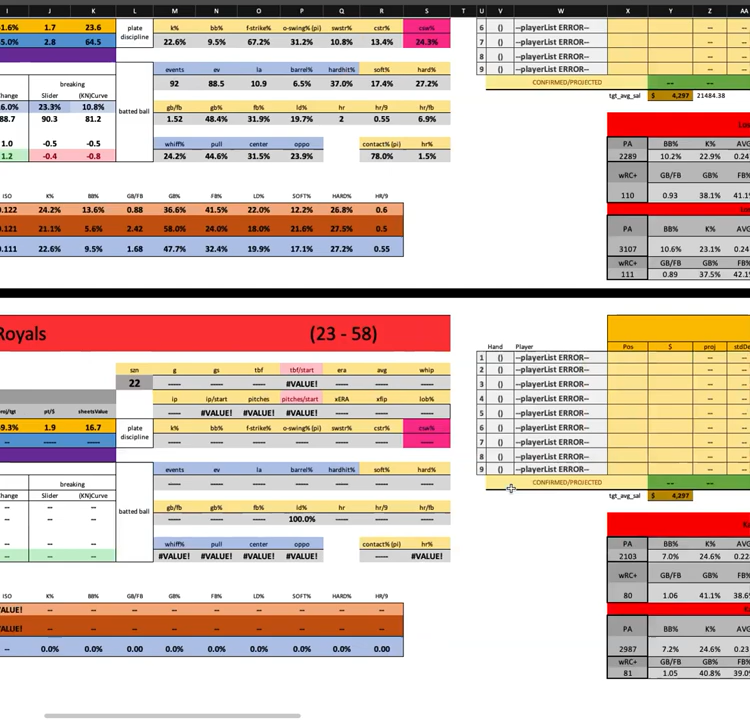 I J K L M N O P Q R S T U V W X Y Z AA
1.6% 1.7 23.6 plate discipline k% bb% f-strike% o-swing (pi) swstr% cstr% csw% 6 () --playerList ERROR--
5.0% 2.8 64.5 22.6% 9.5% 67.2% 31.2% 10.8% 13.4% 24.3% 7 () --playerList ERROR--
8 () --playerList ERROR--
events ev la barrel% hardhit% soft% hard% 9 () --playerList ERROR--
hange breaking Slider (KN)Curve 92 88.5 10.9 6.5% 37.0% 17.4% 27.2% CONFIRMED/PROJECTED -- --
tgt_avg_sal $ 4,297 21484.38
6.0% 23.3% 10.8% batted ball gb/fb gb% fb% ld% hr hr/9 hr/fb
88.7 90.3 81.2 1.52 48.4% 31.9% 19.7% 2 0.55 6.9%
PA BB% K% AVG
1.0 -0.5 -0.5 whiff% pull center oppo contact% (pi) hr% 2289 10.2% 22.9% 0.24
1.2 -0.4 -0.8 24.2% 44.6% 31.5% 23.9% 78.0% 1.5% wRC+ GB/FB GB% FB%
110 0.93 38.1% 41.1
ISO K% BB% GB/FB GB% FB% LD% SOFT% HARD% HR/9
0.122 24.2% 13.6% 0.88 36.6% 41.5% 22.0% 12.2% 26.8% 0.6 PA BB% K% AVG
0.121 21.1% 5.6% 2.42 58.0% 24.0% 18.0% 21.6% 27.5% 0.5 3107 10.6% 23.1% 0.24
0.111 22.6% 9.5% 1.68 47.7% 32.4% 19.9% 17.1% 27.2% 0.55 wRC+ GB/FB GB% FB%
111 0.89 37.5% 42.1
Royals (23 - 58)
Hand Player Pos $ proj stdDe
1 () --playerList ERROR-- -- --
szn g gs tbf tbf/start era avg whip 2 () --playerList ERROR-- -- --
22 ---- ---- ---- #VALUE! ---- ---- ---- 3 () --playerList ERROR-- -- --
ip ip/start pitches pitches/start xERA xfip lob% 4 () --playerList ERROR-- -- --
roj/tgt pt/$ sheetsValue ---- #VALUE! #VALUE! #VALUE! ---- ---- ---- 5 () --playerList ERROR-- -- --
9.3% 1.9 16.7 plate discipline k% bb% f-strike% o-swing% (pi) swstr% cstr% csw% 6 () --playerList ERROR-- -- --
-- ---- ---- ---- ---- ---- ---- ---- ---- ---- 7 () --playerList ERROR-- -- --
8 () --playerList ERROR-- -- --
events ev la barrel% hardhit% soft% hard% 9 () --playerList ERROR-- -- --
breaking ---- ---- ---- ---- ---- ---- ---- CONFIRMED/PROJECTED -- --
hange Slider (KN)Curve tgt_avg_sal $ 4,297
-- -- -- batted ball gb/fb gb% fb% ld% hr hr/9 hr/fb
-- -- -- ---- ---- ---- 100.0% ---- ---- ----
-- -- -- whiff% pull center oppo contact% (pi) hr% PA BB% K% AVG
-- -- -- #VALUE! #VALUE! #VALUE! #VALUE! ---- #VALUE! 2103 7.0% 24.6% 0.22
wRC+ GB/FB GB% FB%
80 1.06 41.1% 38.6
ISO K% BB% GB/FB GB% FB% LD% SOFT% HARD% HR/9
VALUE! -- -- -- -- -- -- -- -- --
VALUE! -- -- -- -- -- -- -- -- -- PA BB% K% AVG
-- 0.0% 0.0% 0.00 0.0% 0.0% 0.0% 0.0% 0.0% 0.00 2987 7.2% 24.6% 0.23
wRC+ GB/FB GB% FB%
81 1.05 40.8% 39.0